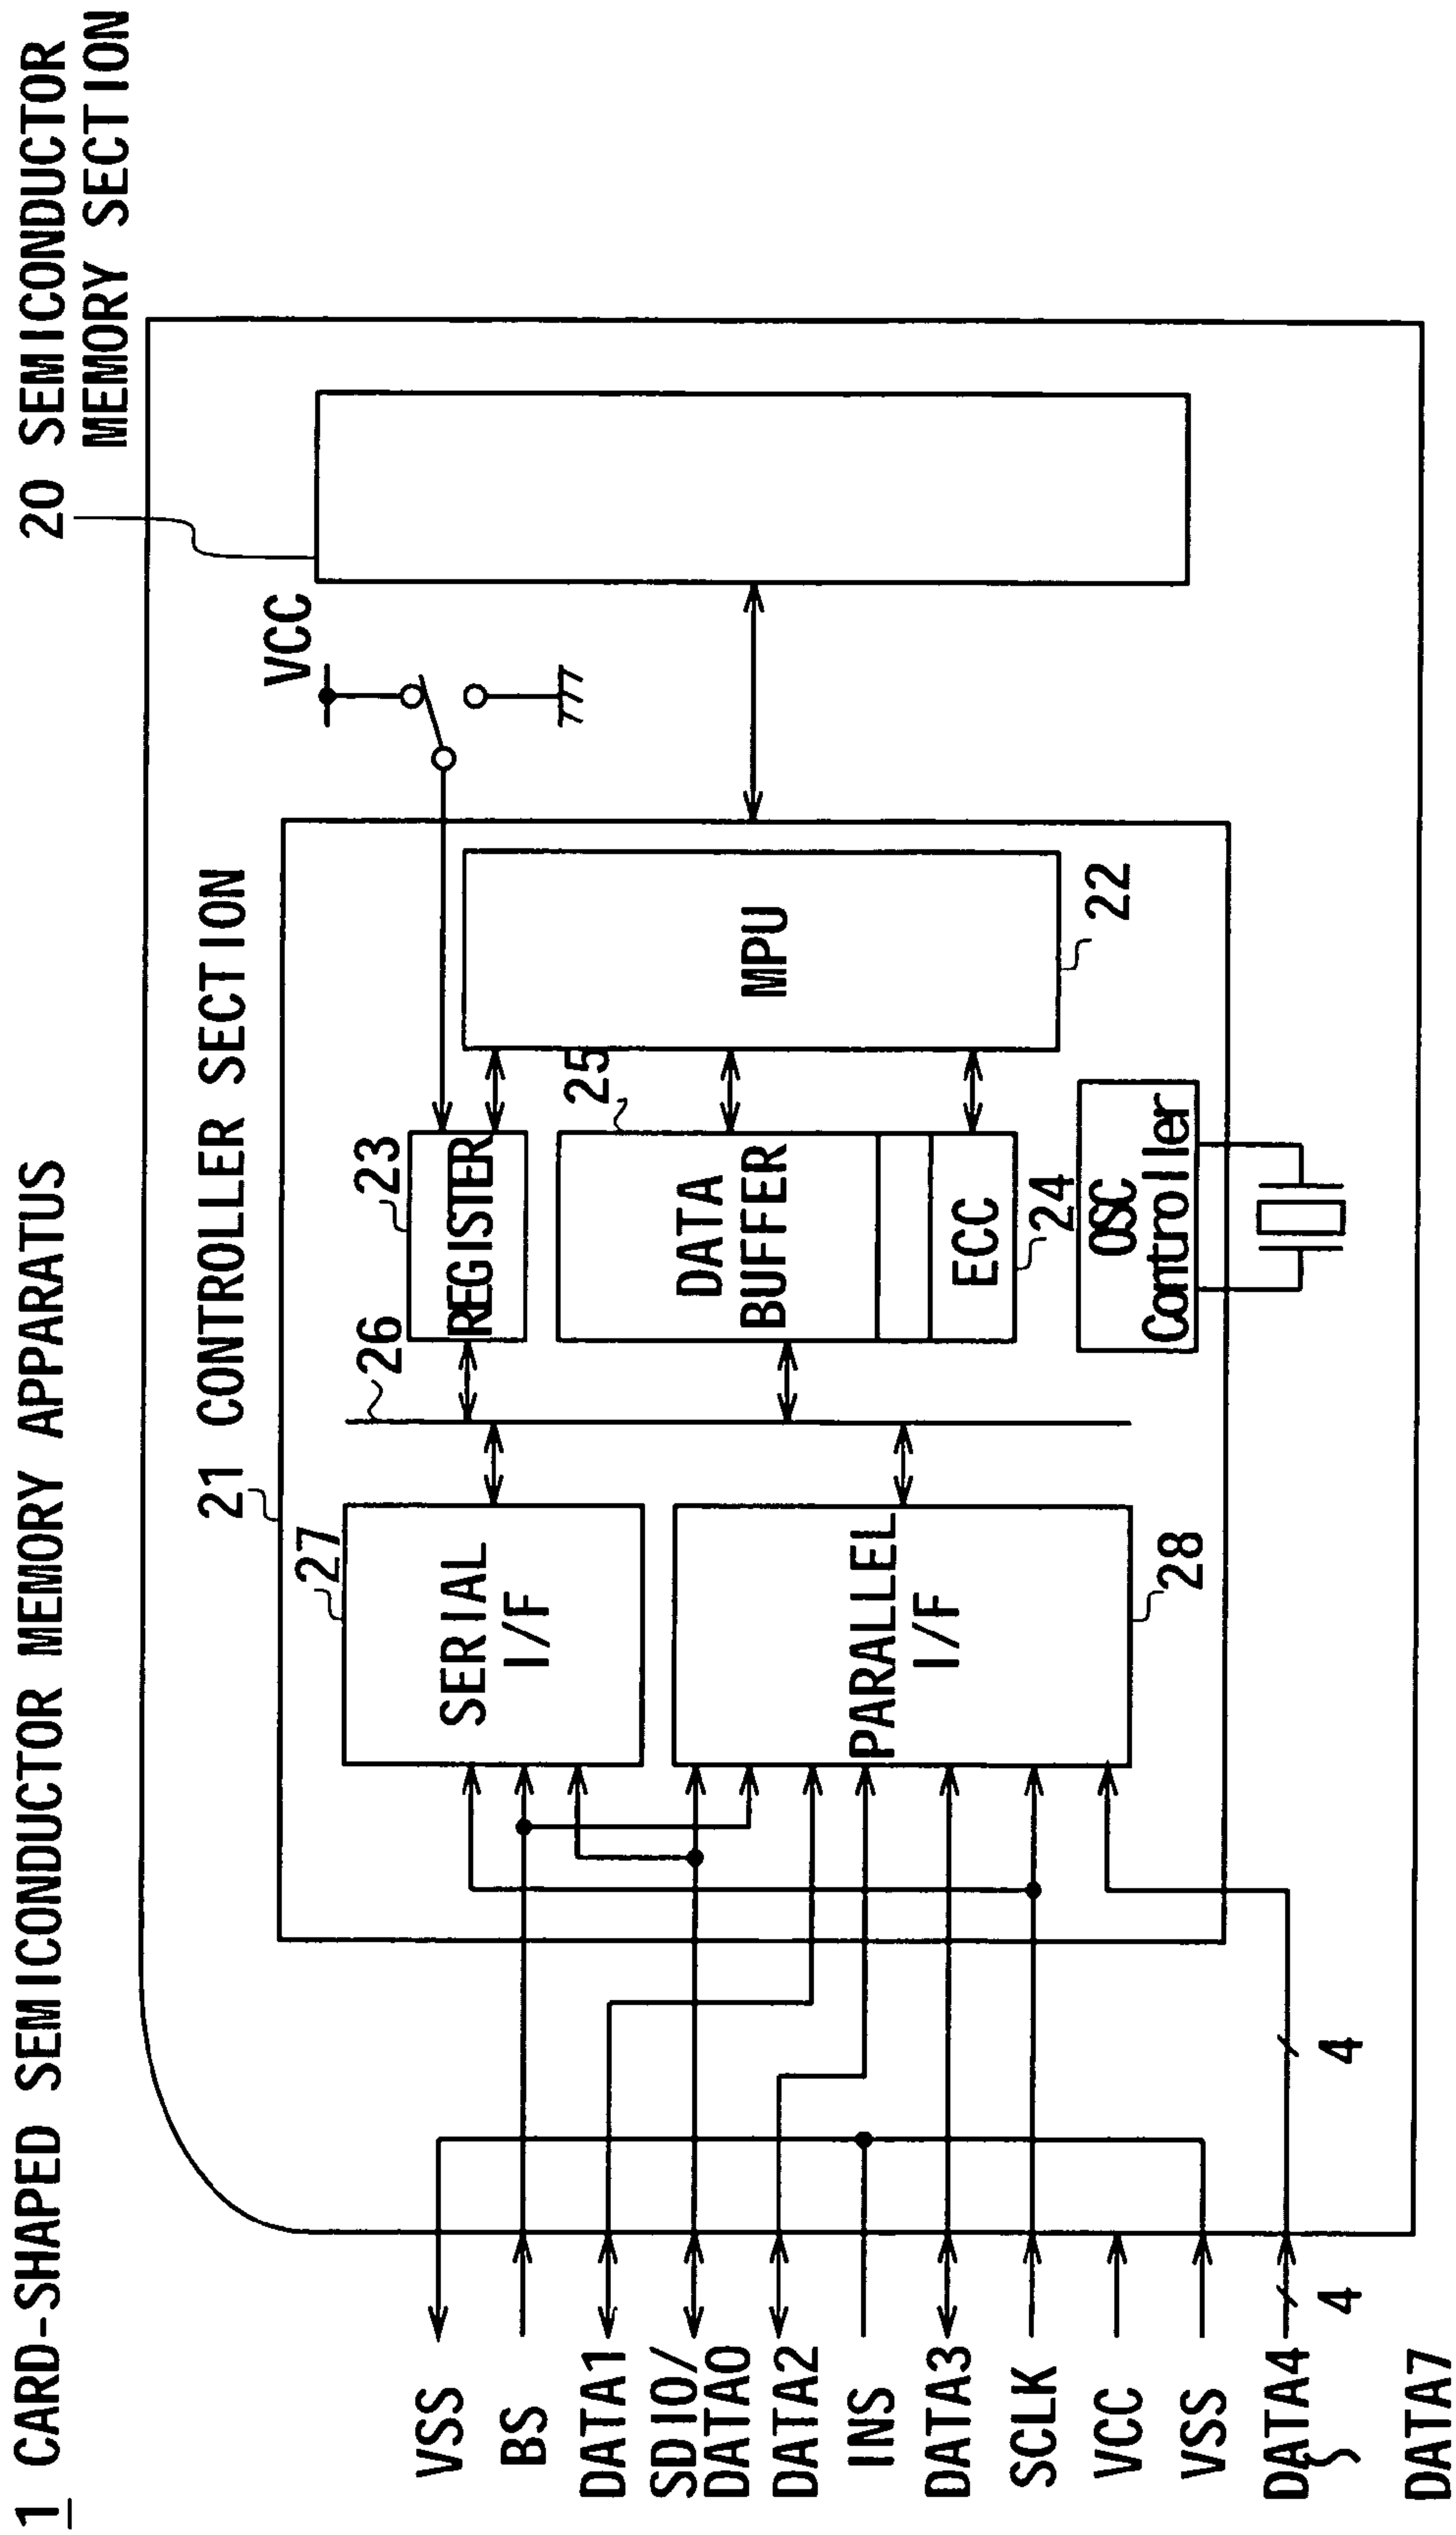 1 CARD-SHAPED SEMICONDUCTOR MEMORY APPARATUS
20 SEMICONDUCTOR
MEMORY SECTION
21 CONTROLLER SECTION
VCC
27
26
23
25
SERIAL
I/F
REGISTER
DATA
BUFFER
MPU
22
PARALLEL
I/F
28
ECC
24
OSC
Controller
VSS
BS
DATA1
SDIO/
DATA0
DATA2
INS
DATA3
SCLK
VCC
VSS
DATA4
4
4
DATA7